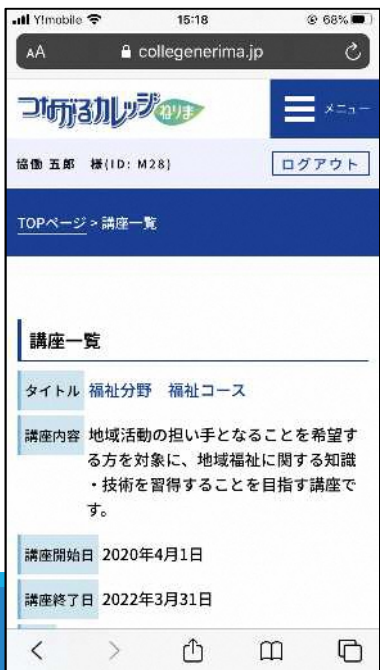 Y!mobile 15:18 68%
AA collegenerima.jp
つながるカレッジねりま メニュー
協働 五郎 様(ID: M28) ログアウト
TOPページ > 講座一覧
講座一覧
タイトル 福祉分野 福祉コース
講座内容 地域活動の担い手となることを希望す
る方を対象に、地域福祉に関する知識
・技術を習得することを目指す講座で
す。
講座開始日 2020年4月1日
講座終了日 2022年3月31日